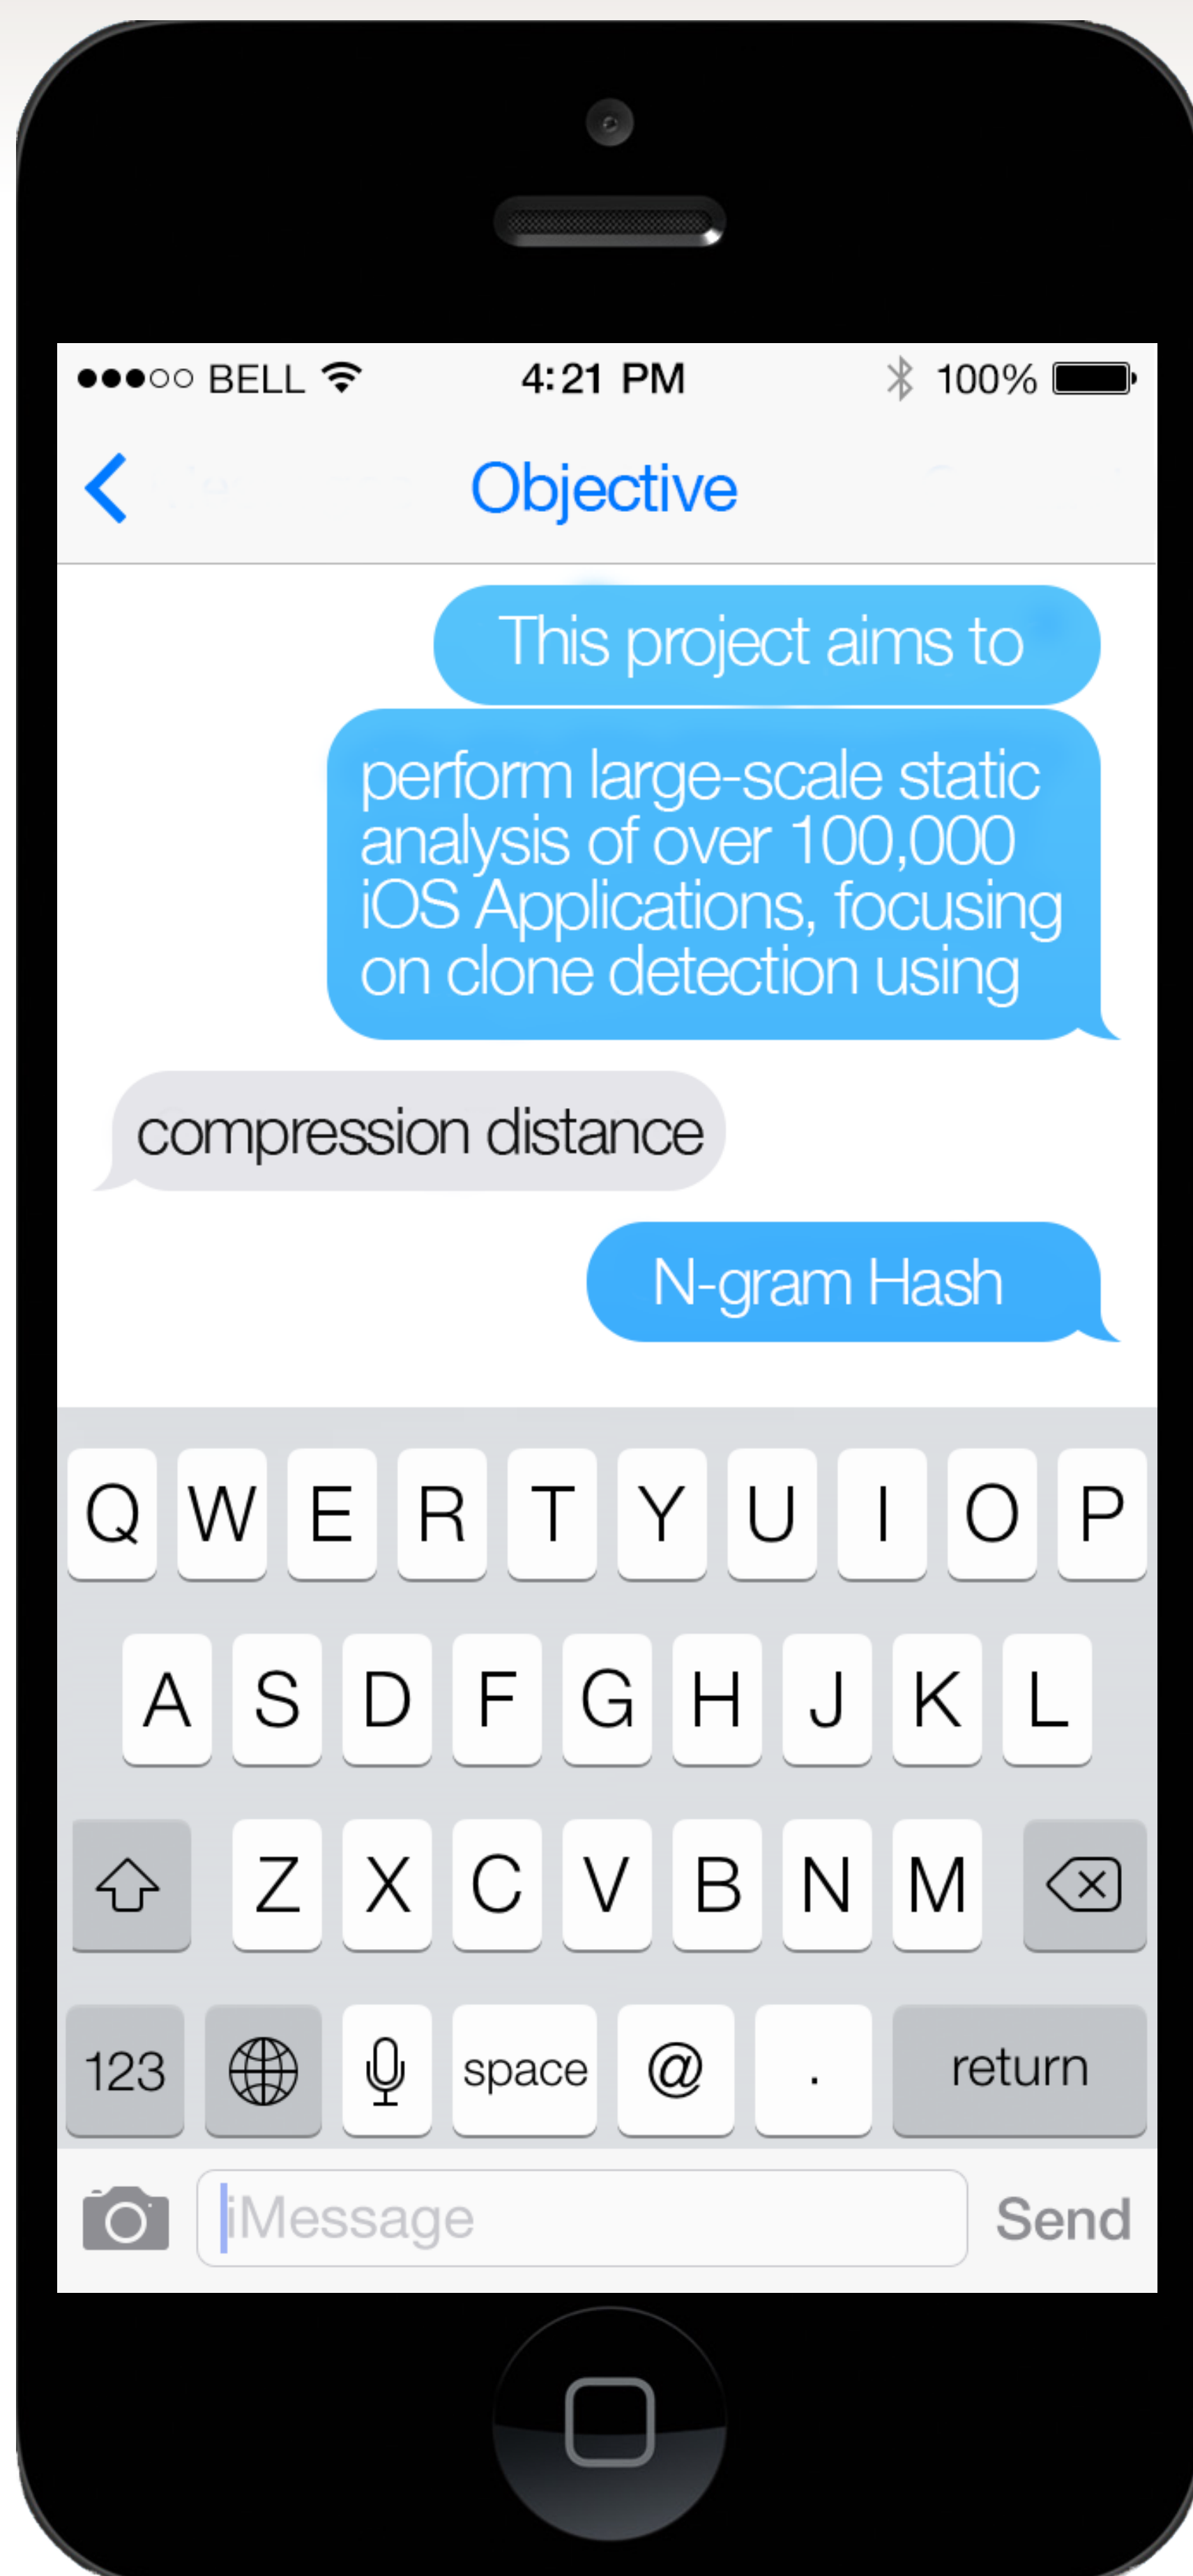 BELL 4:21 PM 100%
Objective
This project aims to
perform large-scale static
analysis of over 100,000
iOS Applications, focusing
on clone detection using
compression distance
N-gram Hash
Q W E R T Y U I O P
A S D F G H J K L
Z X C V B N M
123 space @ . return
iMessage Send